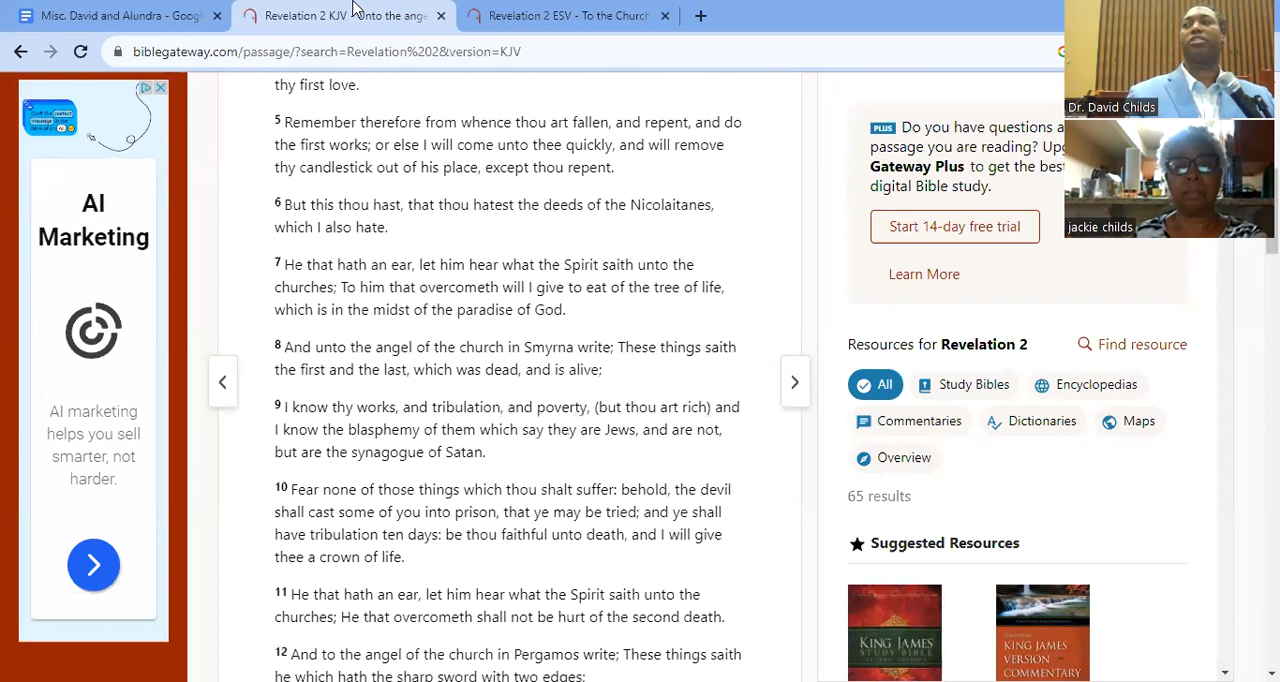 Misc. David and Alundra - Goog
Revelation 2 KJV - Unto the ange
Revelation 2 ESV - To the Church
biblegateway.com/passage/?search=Revelation%202&version=KJV
Dr. David Childs
jackie childs
AI
Marketing
AI marketing
helps you sell
smarter, not
harder.
thy first love.
5 Remember therefore from whence thou art fallen, and repent, and do
the first works; or else I will come unto thee quickly, and will remove
thy candlestick out of his place, except thou repent.
6 But this thou hast, that thou hatest the deeds of the Nicolaitanes,
which I also hate.
7 He that hath an ear, let him hear what the Spirit saith unto the
churches; To him that overcometh will I give to eat of the tree of life,
which is in the midst of the paradise of God.
8 And unto the angel of the church in Smyrna write; These things saith
the first and the last, which was dead, and is alive;
9 I know thy works, and tribulation, and poverty, (but thou art rich) and
I know the blasphemy of them which say they are Jews, and are not,
but are the synagogue of Satan.
10 Fear none of those things which thou shalt suffer: behold, the devil
shall cast some of you into prison, that ye may be tried; and ye shall
have tribulation ten days: be thou faithful unto death, and I will give
thee a crown of life.
11 He that hath an ear, let him hear what the Spirit saith unto the
churches; He that overcometh shall not be hurt of the second death.
12 And to the angel of the church in Pergamos write; These things saith
he which hath the sharp sword with two edges;
PLUS Do you have questions a
passage you are reading? Upg
Gateway Plus to get the bes
digital Bible study.
Start 14-day free trial
Learn More
Resources for Revelation 2
Find resource
All
Study Bibles
Encyclopedias
Commentaries
Dictionaries
Maps
Overview
65 results
Suggested Resources
KING JAMES
STUDY BIBLE
KING JAMES
VERSION
COMMENTARY